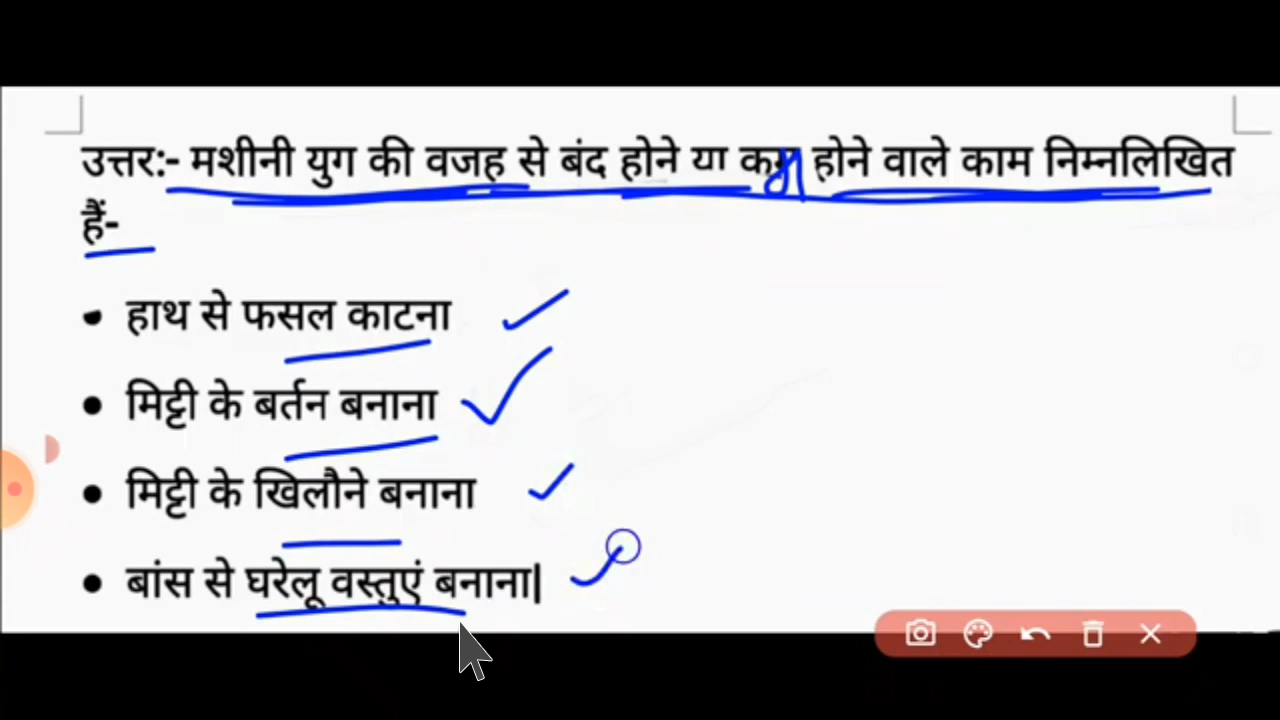 उत्तर:- मशीनी युग की वजह से बंद होने या कम होने वाले काम निम्नलिखित
हैं-
• हाथ से फसल काटना
• मिट्टी के बर्तन बनाना
• मिट्टी के खिलौने बनाना
• बांस से घरेलू वस्तुएं बनाना|